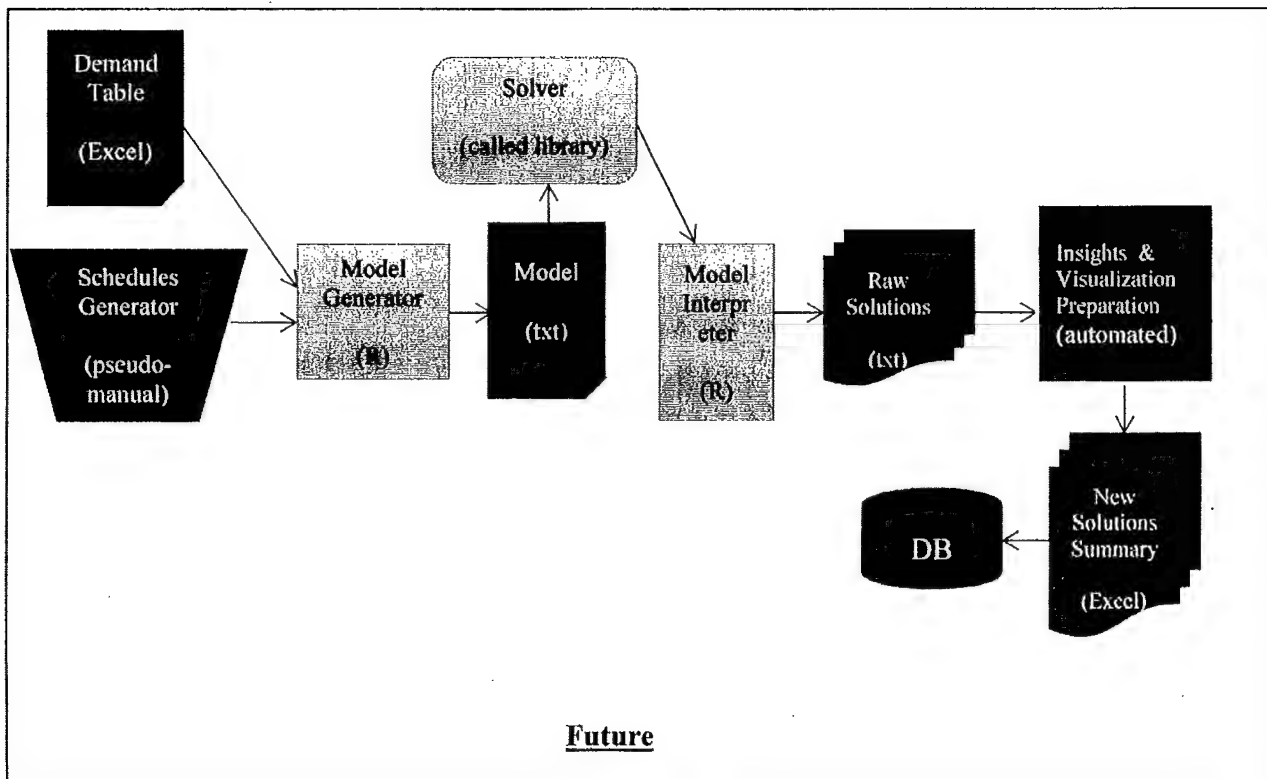 Demand
Table
(Excel)
Solver
(called library)
Schedules
Generator
(pseudo-
manual)
Model
Generator
(R)
Model
(txt)
Model
Interpr
eter
(R)
Raw
Solutions
(txt)
Insights &
Visualization
Preparation
(automated)
New
Solutions
Summary
(Excel)
DB
Future